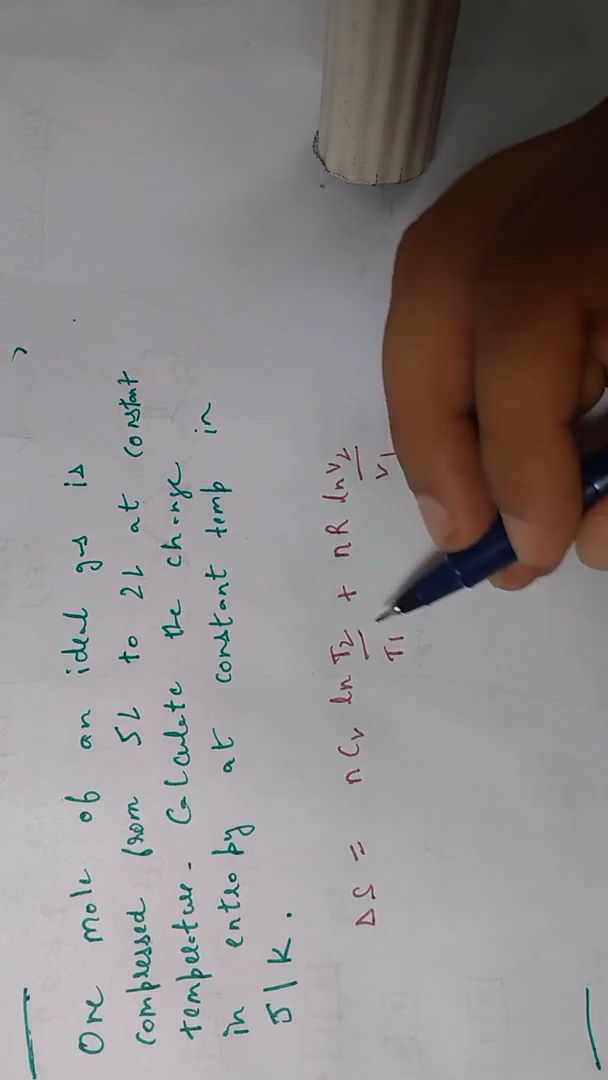 One mole of an ideal gas is
compressed from 5L to 2L at constant
temperature. Calculate the change
in entropy at constant temp in
J/K.
ΔS = nCv ln T2/T1 + nR ln V2/V1